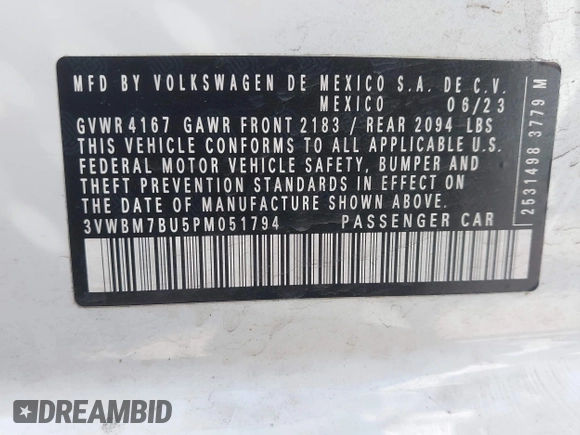 MFD BY VOLKSWAGEN DE MEXICO S.A. DE C.V.
MEXICO 06/23
GVWR 4167 GAWR FRONT 2183 / REAR 2094 LBS
THIS VEHICLE CONFORMS TO ALL APPLICABLE U.S.
FEDERAL MOTOR VEHICLE SAFETY, BUMPER AND
THEFT PREVENTION STANDARDS IN EFFECT ON THE
DATE OF MANUFACTURE SHOWN ABOVE.
3VWBM7BU5PM051794 PASSENGER CAR
2531498 3779 M
DREAMBID